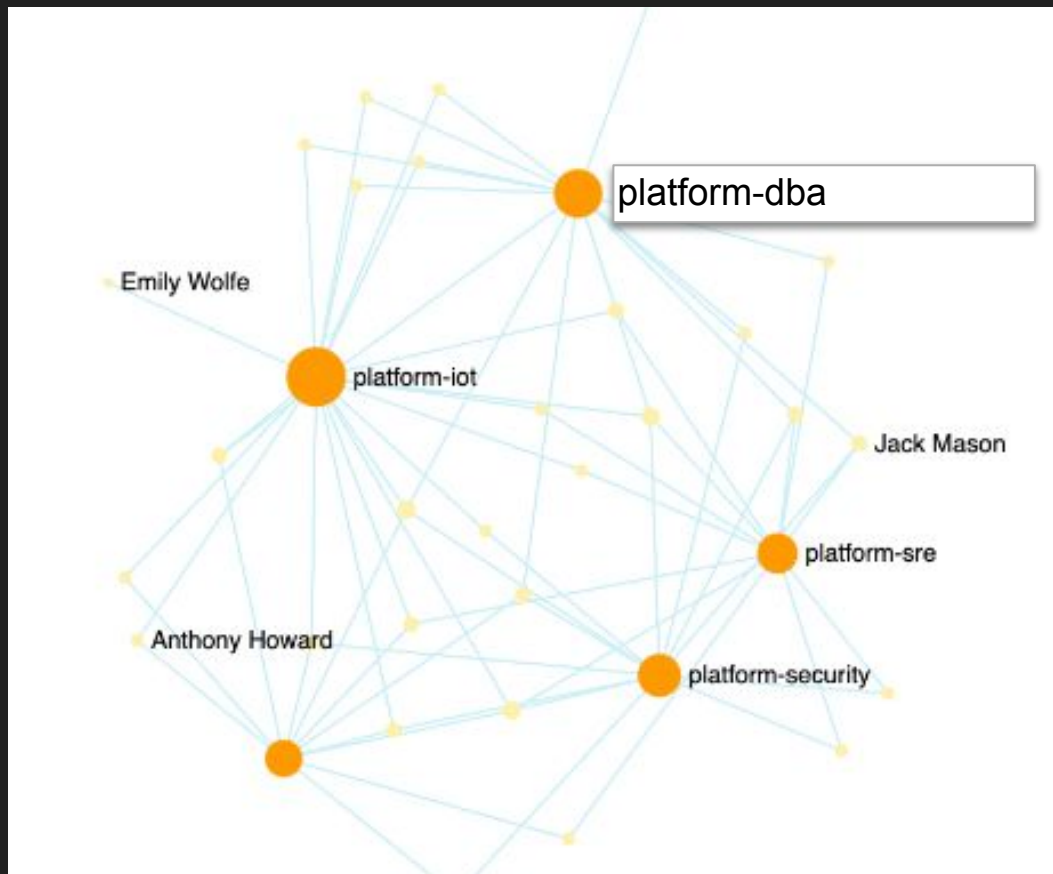 platform-dba
Emily Wolfe
platform-iot
Jack Mason
platform-sre
Anthony Howard
platform-security